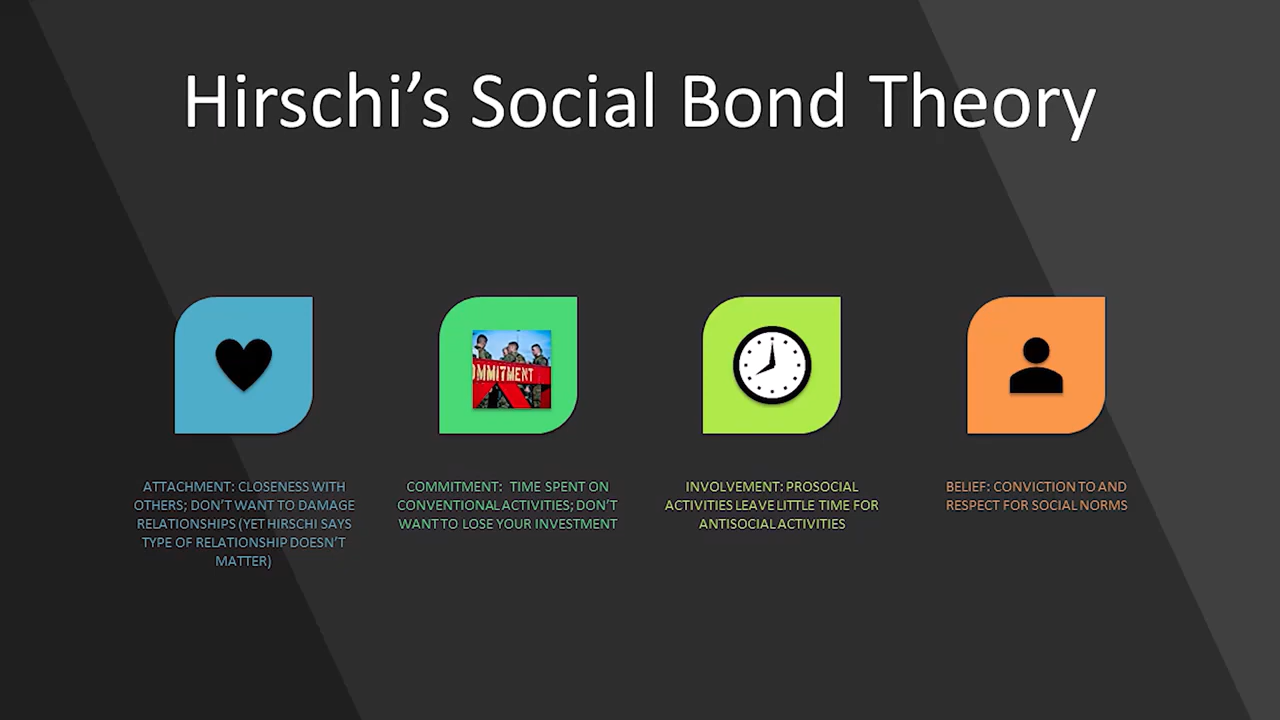 Hirschi’s Social Bond Theory
OMMITMENT
ATTACHMENT: CLOSENESS WITH
OTHERS; DON’T WANT TO DAMAGE
RELATIONSHIPS (YET HIRSCHI SAYS
TYPE OF RELATIONSHIP DOESN’T
MATTER)
COMMITMENT: TIME SPENT ON
CONVENTIONAL ACTIVITIES; DON’T
WANT TO LOSE YOUR INVESTMENT
INVOLVEMENT: PROSOCIAL
ACTIVITIES LEAVE LITTLE TIME FOR
ANTISOCIAL ACTIVITIES
BELIEF: CONVICTION TO AND
RESPECT FOR SOCIAL NORMS